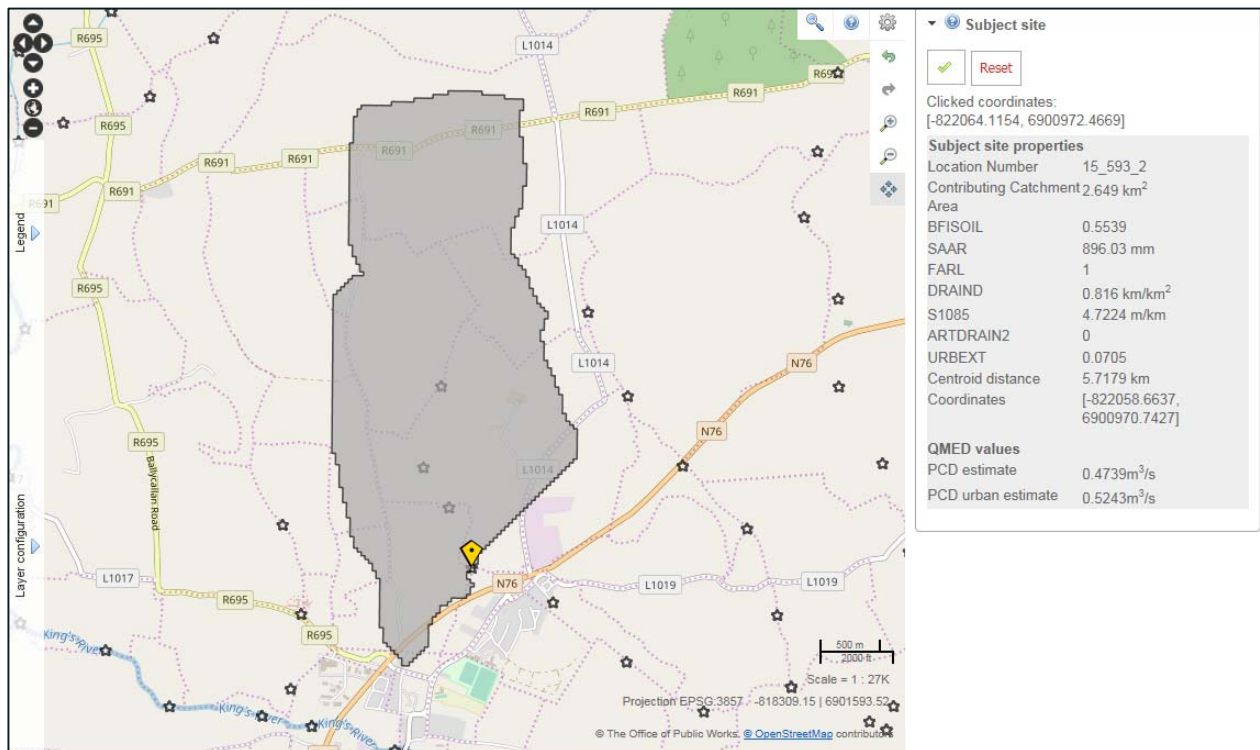 R695
L1014
R691
R691
R695
L1014
R691
R691
R691
R691
R691
R691
L1014
Legend
R695
L1014
N76
R695
N76
L1014
Ballycallan Road
Layer configuration
L1017
N76
L1019
L1019
R695
R695
King's River
King's River
King's River
500 m
2000 ft
Scale = 1 : 27K
Projection EPSG:3857 -818309.15 | 6901593.52
© The Office of Public Works. © OpenStreetMap contributors
Subject site
Reset
Clicked coordinates:
[-822064.1154, 6900972.4669]
Subject site properties
Location Number 15_593_2
Contributing Catchment 2.649 km²
Area
BFISOIL 0.5539
SAAR 896.03 mm
FARL 1
DRAIND 0.816 km/km²
S1085 4.7224 m/km
ARTDRAIN2 0
URBEXT 0.0705
Centroid distance 5.7179 km
Coordinates [-822058.6637,
6900970.7427]
QMED values
PCD estimate 0.4739m³/s
PCD urban estimate 0.5243m³/s